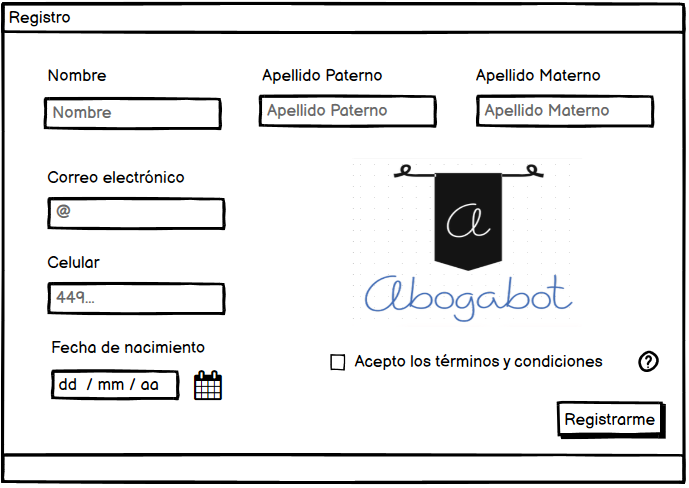 Registro
Nombre Apellido Paterno Apellido Materno
Nombre Apellido Paterno Apellido Materno
Correo electrónico
@
a
Celular
Abogabot
449...
Fecha de nacimiento
Acepto los términos y condiciones ?
dd / mm / aa
Registrarme